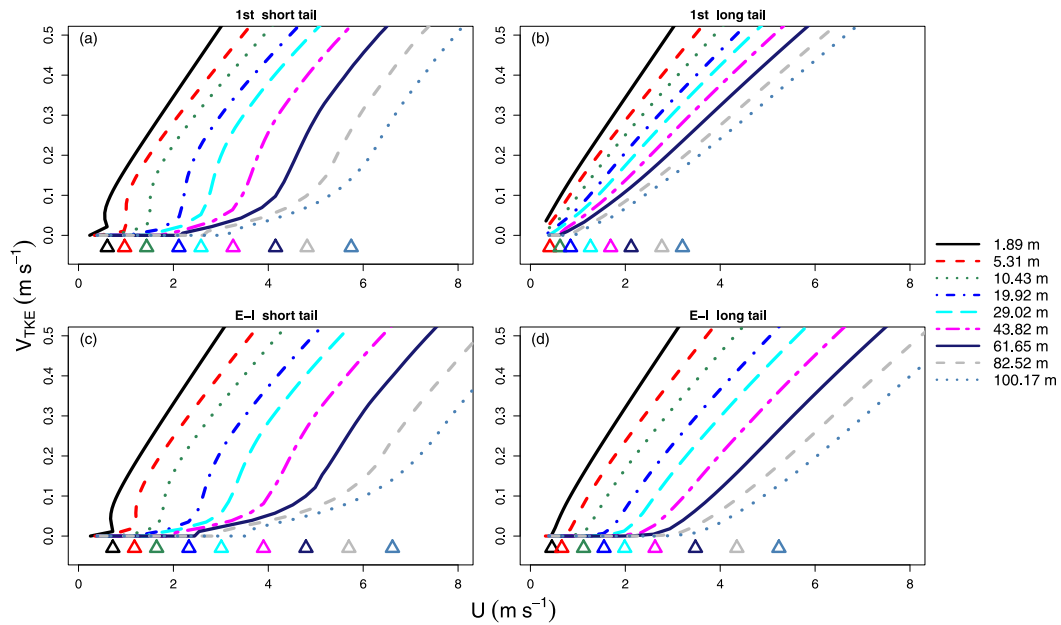 1st short tail
1st long tail
(a)
(b)
0.5
0.4
0.3
0.2
0.1
0.0
0.5
0.4
0.3
0.2
0.1
0.0
0 2 4 6 8
0 2 4 6 8
E–l short tail
E–l long tail
(c)
(d)
0.5
0.4
0.3
0.2
0.1
0.0
0.5
0.4
0.3
0.2
0.1
0.0
0 2 4 6 8
0 2 4 6 8
V_TKE (m s⁻¹)
U (m s⁻¹)
1.89 m
5.31 m
10.43 m
19.92 m
29.02 m
43.82 m
61.65 m
82.52 m
100.17 m